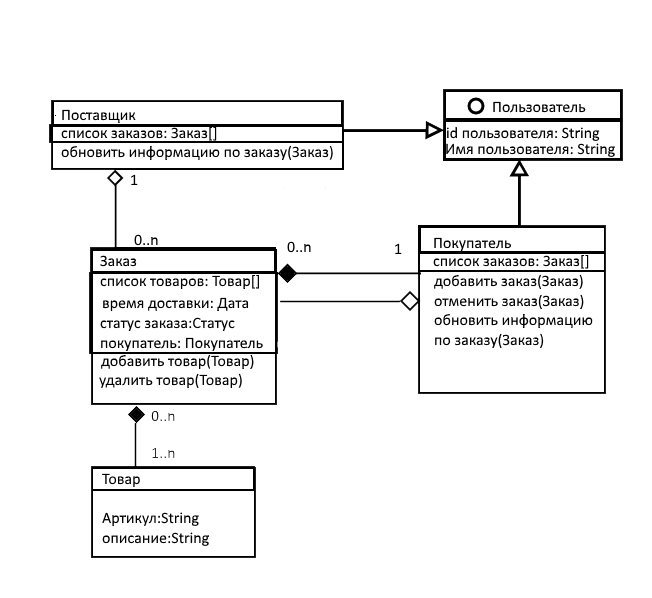 Поставщик
список заказов: Заказ[]
обновить информацию по заказу(Заказ)
Пользователь
id пользователя: String
Имя пользователя: String
1
0..n
Заказ
список товаров: Товар[]
время доставки: Дата
статус заказа:Статус
покупатель: Покупатель
добавить товар(Товар)
удалить товар(Товар)
0..n
1
Покупатель
список заказов: Заказ[]
добавить заказ(Заказ)
отменить заказ(Заказ)
обновить информацию
по заказу(Заказ)
0..n
1..n
Товар
Артикул:String
описание:String